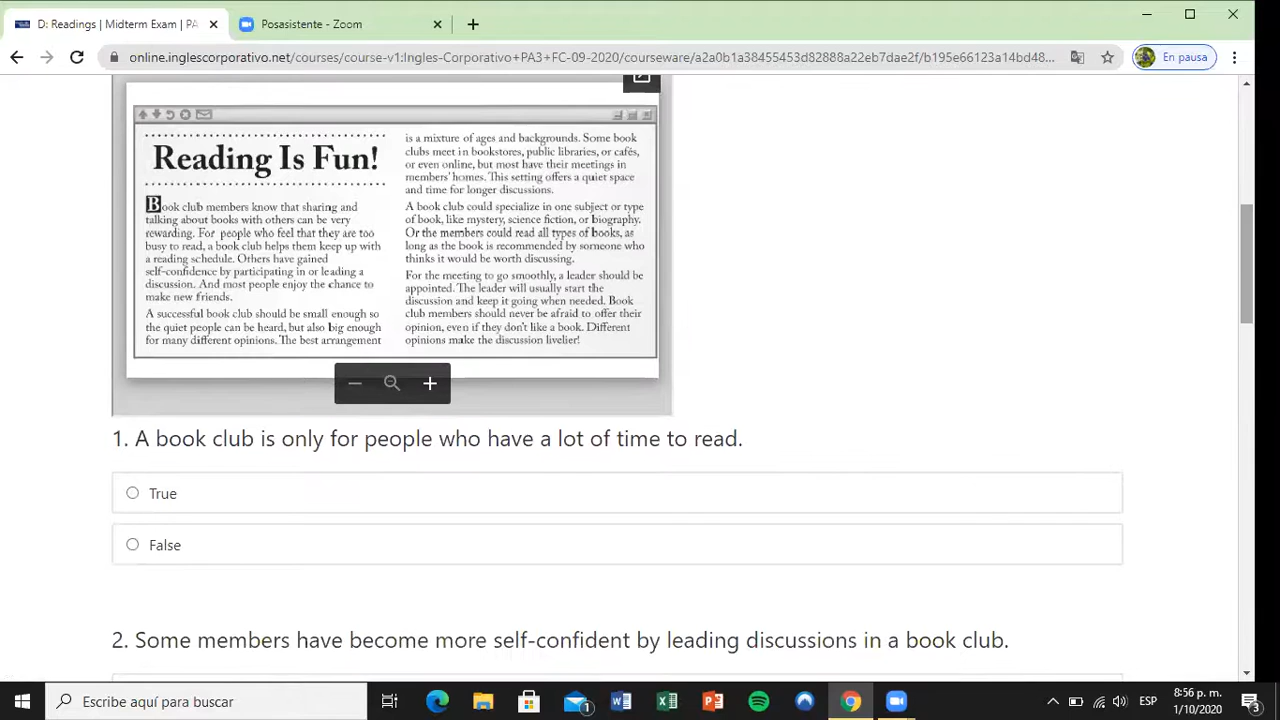 D: Readings | Midterm Exam | PA
Posasistente - Zoom
online.inglescorporativo.net/courses/course-v1:Ingles-Corporativo+PA3+FC-09-2020/courseware/a2a0b1a38455453d82888a22eb7dae2f/b195e66123a14bd48...
En pausa
Reading Is Fun!
Book club members know that sharing and
talking about books with others can be very
rewarding. For people who feel that they are too
busy to read, a book club helps them keep up with
a reading schedule. Others have gained
self-confidence by participating in or leading a
discussion. And most people enjoy the chance to
make new friends.
A successful book club should be small enough so
the quiet people can be heard, but also big enough
for many different opinions. The best arrangement
is a mixture of ages and backgrounds. Some book
clubs meet in bookstores, public libraries, or cafés,
or even online, but most have their meetings in
members' homes. This setting offers a quiet space
and time for longer discussions.
A book club could specialize in one subject or type
of book, like mystery, science fiction, or biography.
Or the members could read all types of books, as
long as the book is recommended by someone who
thinks it would be worth discussing.
For the meeting to go smoothly, a leader should be
appointed. The leader will usually start the
discussion and keep it going when needed. Book
club members should never be afraid to offer their
opinion, even if they don't like a book. Different
opinions make the discussion livelier!
1. A book club is only for people who have a lot of time to read.
True
False
2. Some members have become more self-confident by leading discussions in a book club.
Escribe aquí para buscar
1
ESP
8:56 p. m.
1/10/2020
3